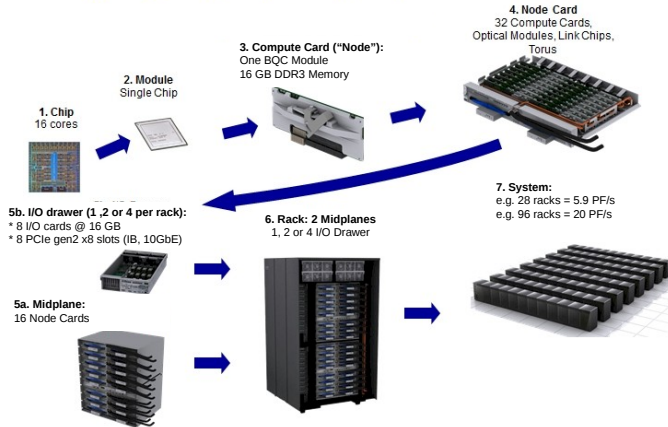 1. Chip
16 cores
2. Module
Single Chip
3. Compute Card (“Node”):
One BQC Module
16 GB DDR3 Memory
4. Node Card
32 Compute Cards,
Optical Modules, Link Chips,
Torus
5b. I/O drawer (1 ,2 or 4 per rack):
* 8 I/O cards @ 16 GB
* 8 PCIe gen2 x8 slots (IB, 10GbE)
5a. Midplane:
16 Node Cards
6. Rack: 2 Midplanes
1, 2 or 4 I/O Drawer
7. System:
e.g. 28 racks = 5.9 PF/s
e.g. 96 racks = 20 PF/s